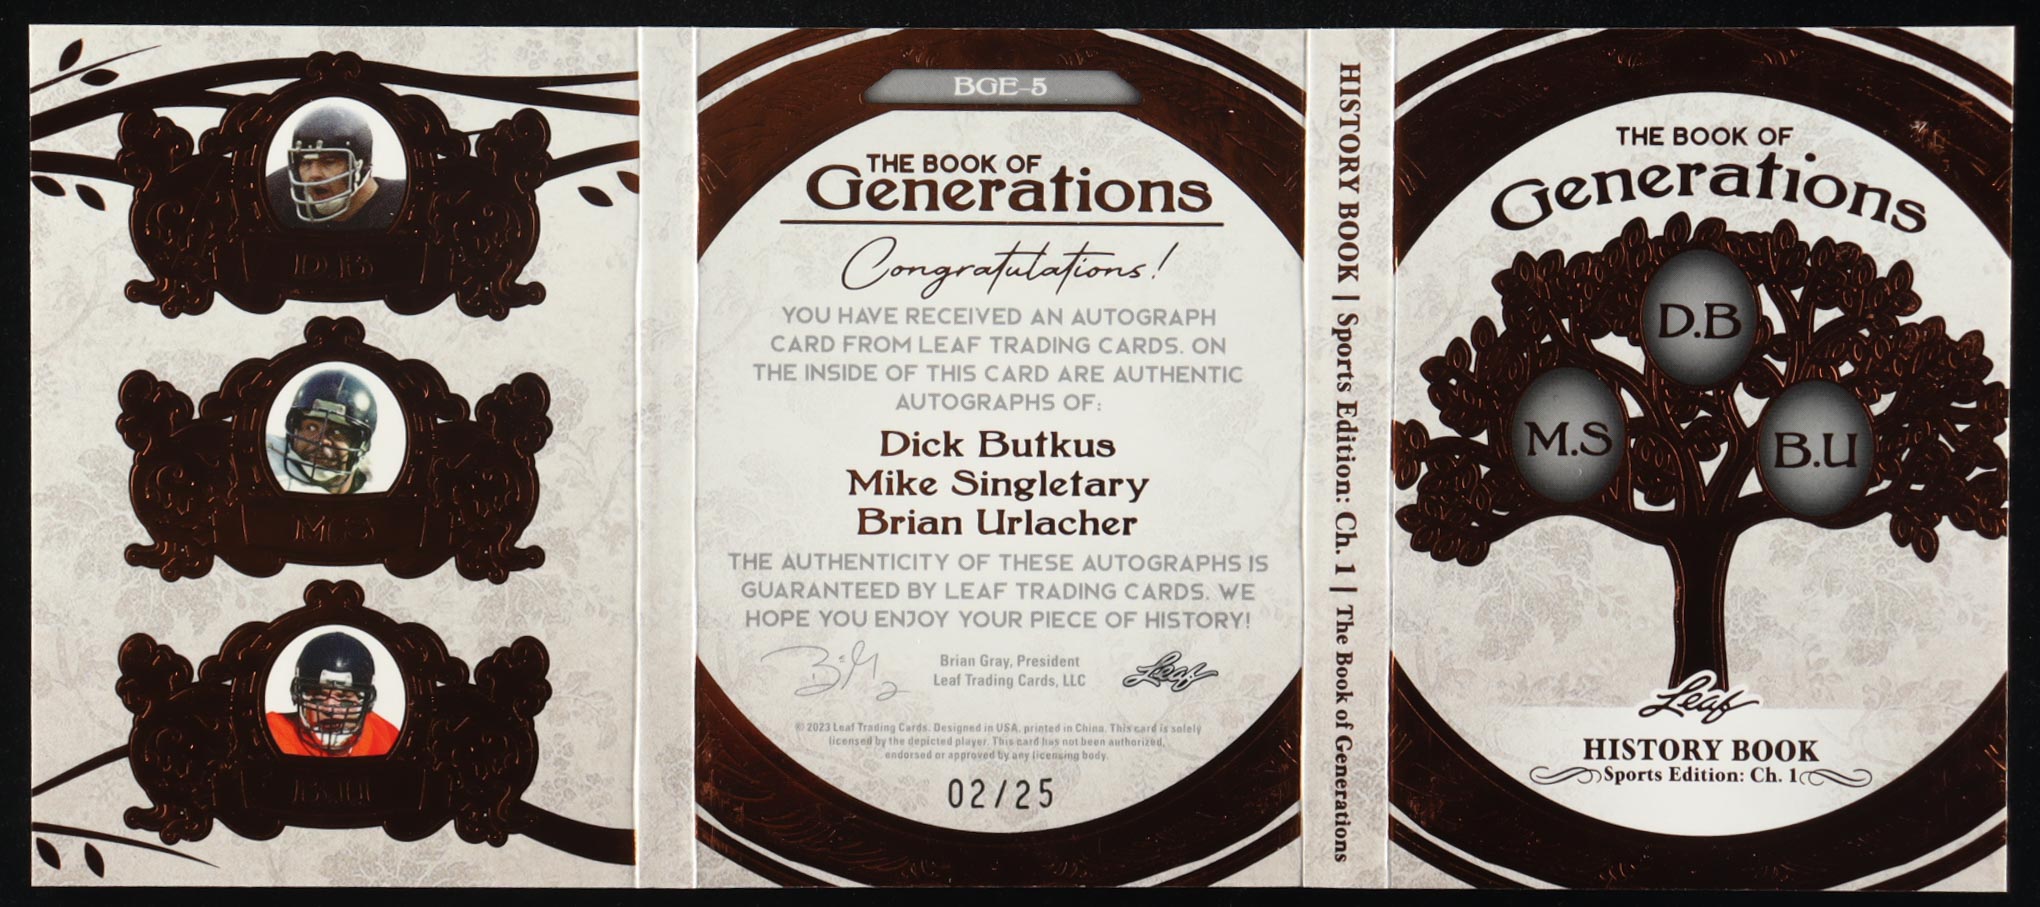 D.B
M.S
B.U
BGE-5
THE BOOK OF
Generations
Congratulations!
YOU HAVE RECEIVED AN AUTOGRAPH
CARD FROM LEAF TRADING CARDS. ON
THE INSIDE OF THIS CARD ARE AUTHENTIC
AUTOGRAPHS OF:
Dick Butkus
Mike Singletary
Brian Urlacher
THE AUTHENTICITY OF THESE AUTOGRAPHS IS
GUARANTEED BY LEAF TRADING CARDS. WE
HOPE YOU ENJOY YOUR PIECE OF HISTORY!
Brian Gray, President
Leaf Trading Cards, LLC
Leaf
© 2023 Leaf Trading Cards. Designed in USA, printed in China. This card is solely
licensed by the depicted player. This card has not been authorized,
endorsed or approved by any licensing body.
02/25
HISTORY BOOK | Sports Edition: Ch. 1 | The Book of Generations
THE BOOK OF
Generations
D.B
M.S
B.U
Leaf
HISTORY BOOK
Sports Edition: Ch. 1